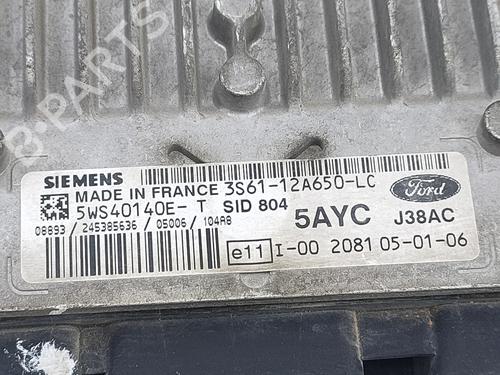 B-PARTS
SIEMENS
MADE IN FRANCE 3S61-12A650-LC
Ford
5WS40140E- T SID 804
5AYC J38AC
08893 / 245385636 / 05006 / 104A8
e11 I-00 2081 05-01-06